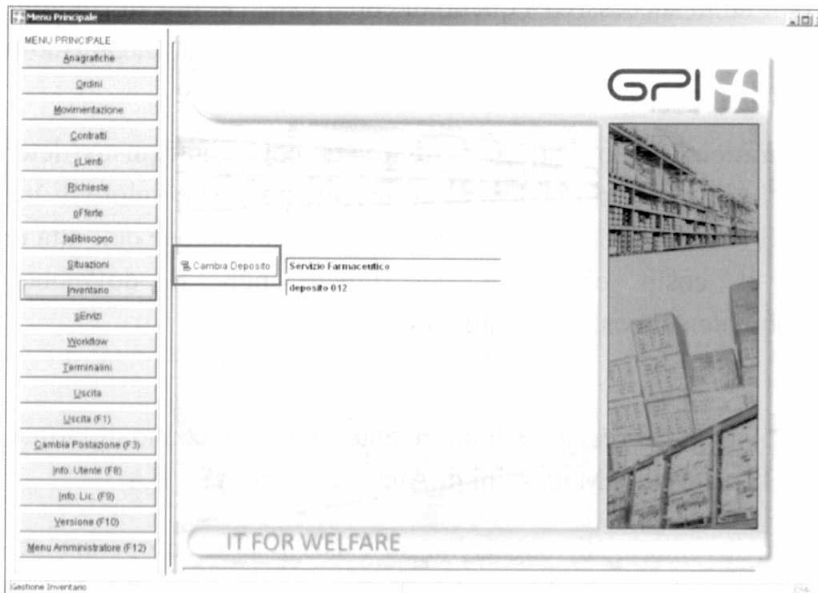 Menu Principale
MENU PRINCIPALE
Anagrafiche
Ordini
Movimentazione
Contratti
cLienti
Richieste
oFferte
faBbisogno
Situazioni
Inventario
sErvizi
Workflow
Terminalini
Uscita
Uscita (F1)
Cambia Postazione (F3)
Info. Utente (F8)
Info. Lic. (F9)
Versione (F10)
Menu Amministratore (F12)
GPI
Cambia Deposito
Servizio Farmaceutico
deposito 012
IT FOR WELFARE
Gestione Inventario